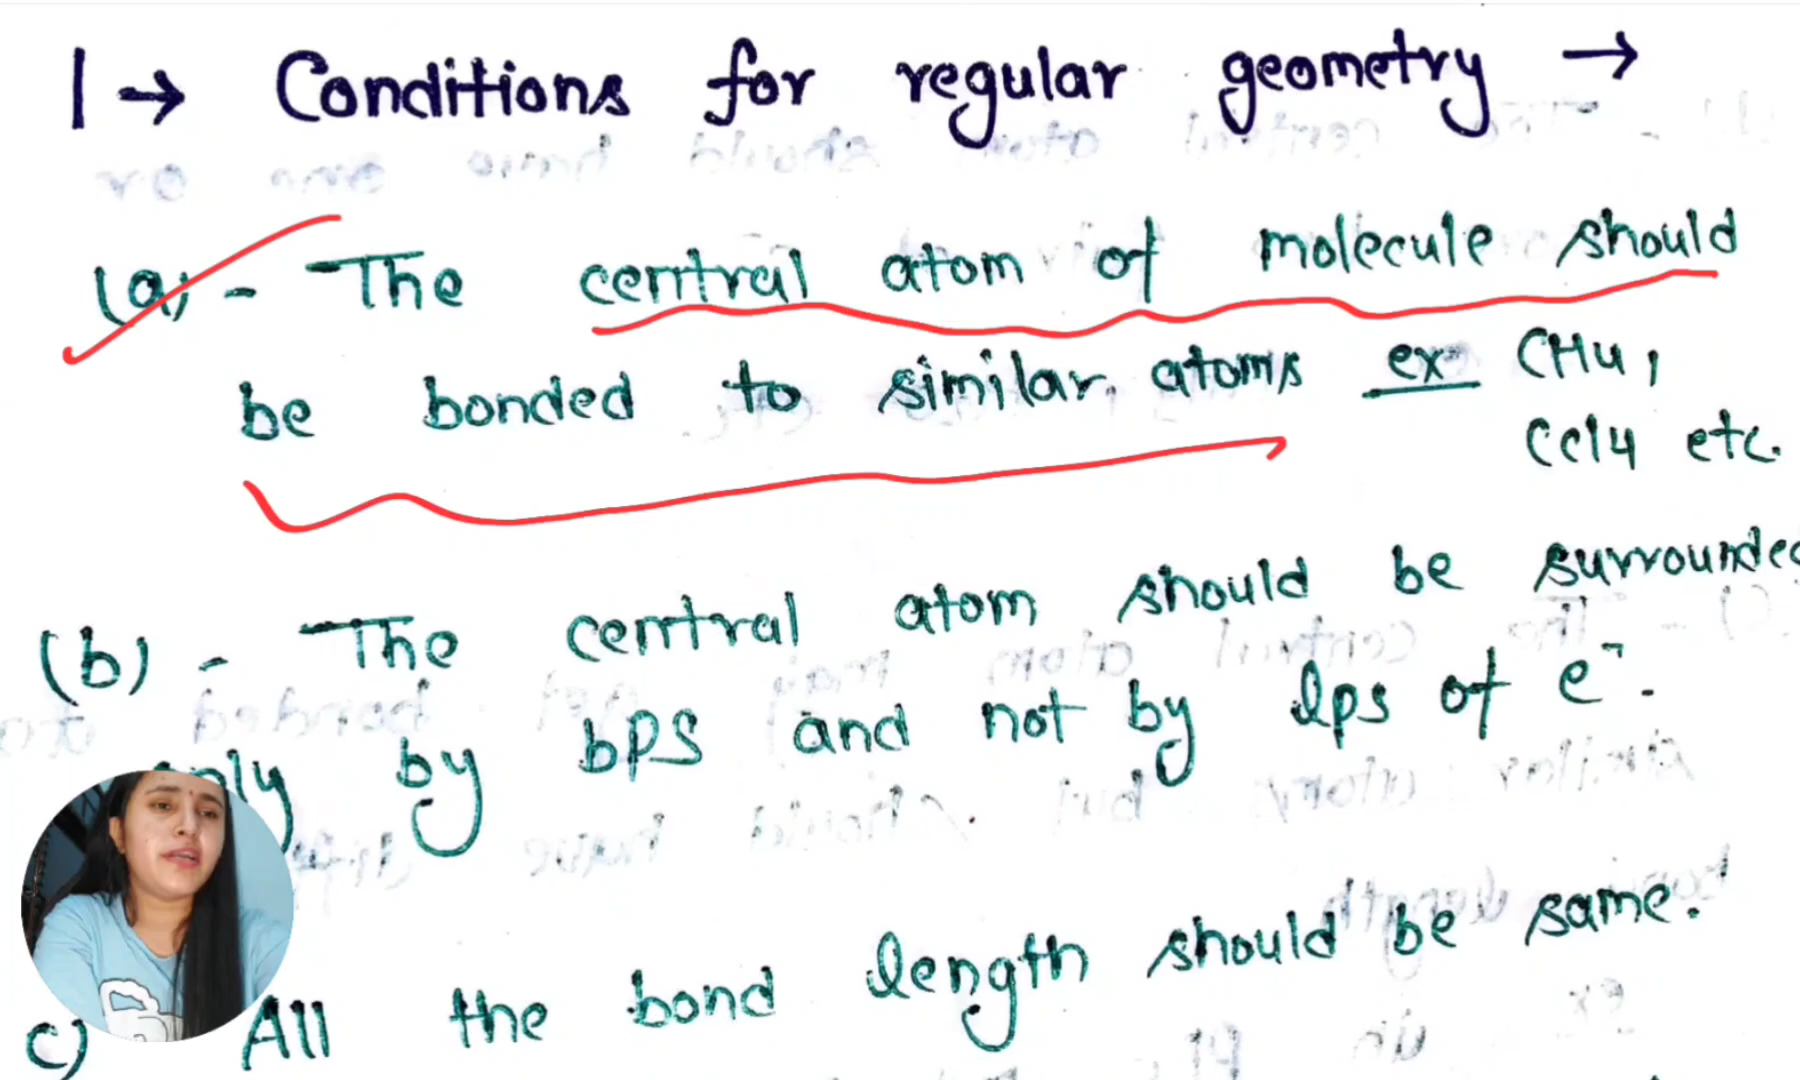 1 → Conditions for regular geometry →
(a) - The central atom of molecule should
be bonded to similar atoms ex CH4,
CCl4 etc.
(b) - The central atom should be surrounded
only by bps and not by lps of e-.
c) All the bond length should be same.